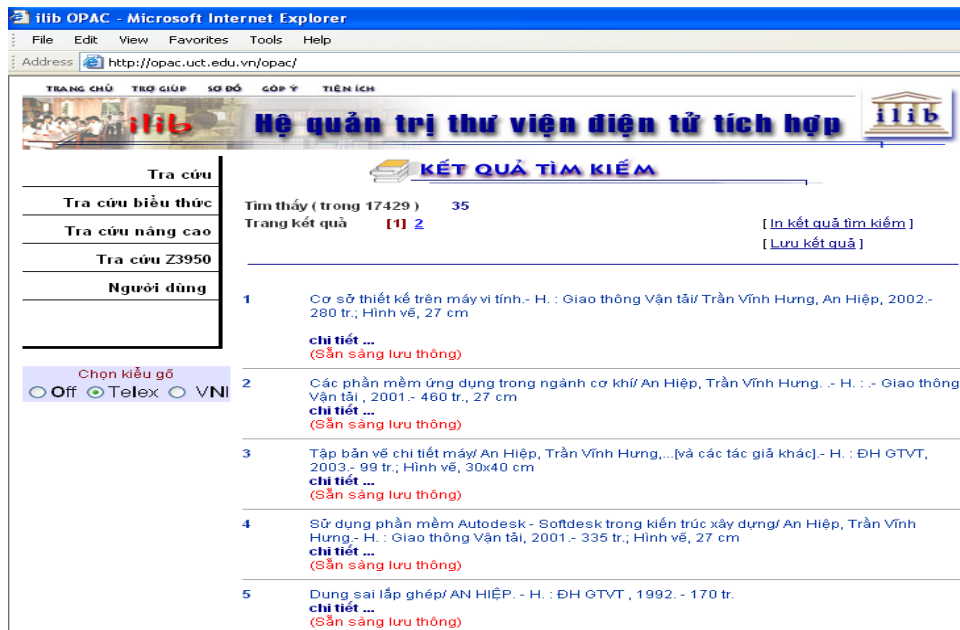 ilib OPAC - Microsoft Internet Explorer
File Edit View Favorites Tools Help
Address http://opac.uct.edu.vn/opac/
TRANG CHỦ TRỢ GIÚP SƠ ĐỒ GÓP Ý TIỆN ÍCH
ilib Hệ quản trị thư viện điện tử tích hợp ilib
Tra cứu
Tra cứu biểu thức
Tra cứu nâng cao
Tra cứu Z3950
Người dùng
Chọn kiểu gõ
Off Telex VNI
KẾT QUẢ TÌM KIẾM
Tìm thấy ( trong 17429 ) 35
Trang kết quả [1] 2
[ In kết quả tìm kiếm ]
[ Lưu kết quả ]
1 Cơ sở thiết kế trên máy vi tính.- H. : Giao thông Vận tải/ Trần Vĩnh Hưng, An Hiệp, 2002.-
280 tr.; Hình vẽ, 27 cm
chi tiết ...
(Sẵn sàng lưu thông)
2 Các phần mềm ứng dụng trong ngành cơ khí/ An Hiệp, Trần Vĩnh Hưng. .- H. : .- Giao thông
Vận tải , 2001.- 460 tr., 27 cm
chi tiết ...
(Sẵn sàng lưu thông)
3 Tập bản vẽ chi tiết máy/ An Hiệp, Trần Vĩnh Hưng,...[và các tác giả khác].- H. : ĐH GTVT,
2003.- 99 tr.; Hình vẽ, 30x40 cm
chi tiết ...
(Sẵn sàng lưu thông)
4 Sử dụng phần mềm Autodesk - Softdesk trong kiến trúc xây dựng/ An Hiệp, Trần Vĩnh
Hưng.- H. : Giao thông Vận tải, 2001.- 335 tr.; Hình vẽ, 27 cm
chi tiết ...
(Sẵn sàng lưu thông)
5 Dung sai lắp ghép/ AN HIỆP. - H. : ĐH GTVT , 1992. - 170 tr.
chi tiết ...
(Sẵn sàng lưu thông)